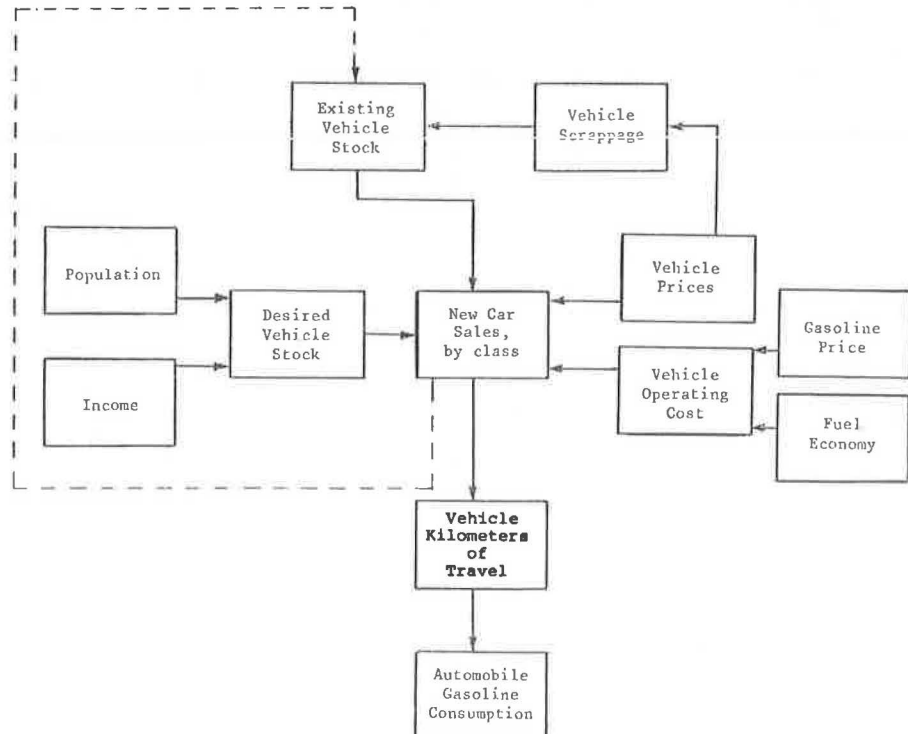 Existing
Vehicle
Stock
Vehicle
Scrappage
Population
Vehicle
Prices
Desired
Vehicle
Stock
New Car
Sales,
by class
Gasoline
Price
Vehicle
Operating
Cost
Income
Fuel
Economy
Vehicle
Kilometers
of
Travel
Automobile
Gasoline
Consumption